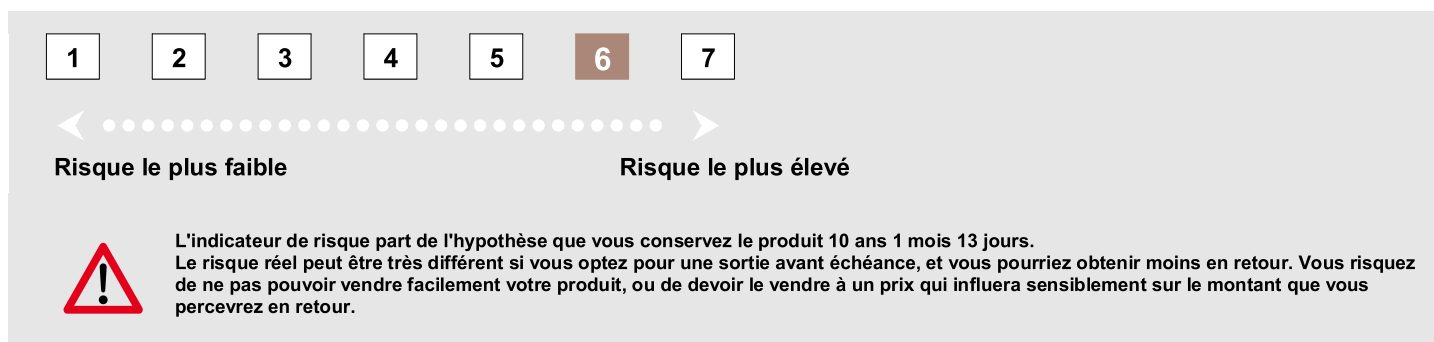 1 2 3 4 5 6 7
Risque le plus faible Risque le plus élevé
L'indicateur de risque part de l'hypothèse que vous conservez le produit 10 ans 1 mois 13 jours.
Le risque réel peut être très différent si vous optez pour une sortie avant échéance, et vous pourriez obtenir moins en retour. Vous risquez
de ne pas pouvoir vendre facilement votre produit, ou de devoir le vendre à un prix qui influera sensiblement sur le montant que vous
percevrez en retour.